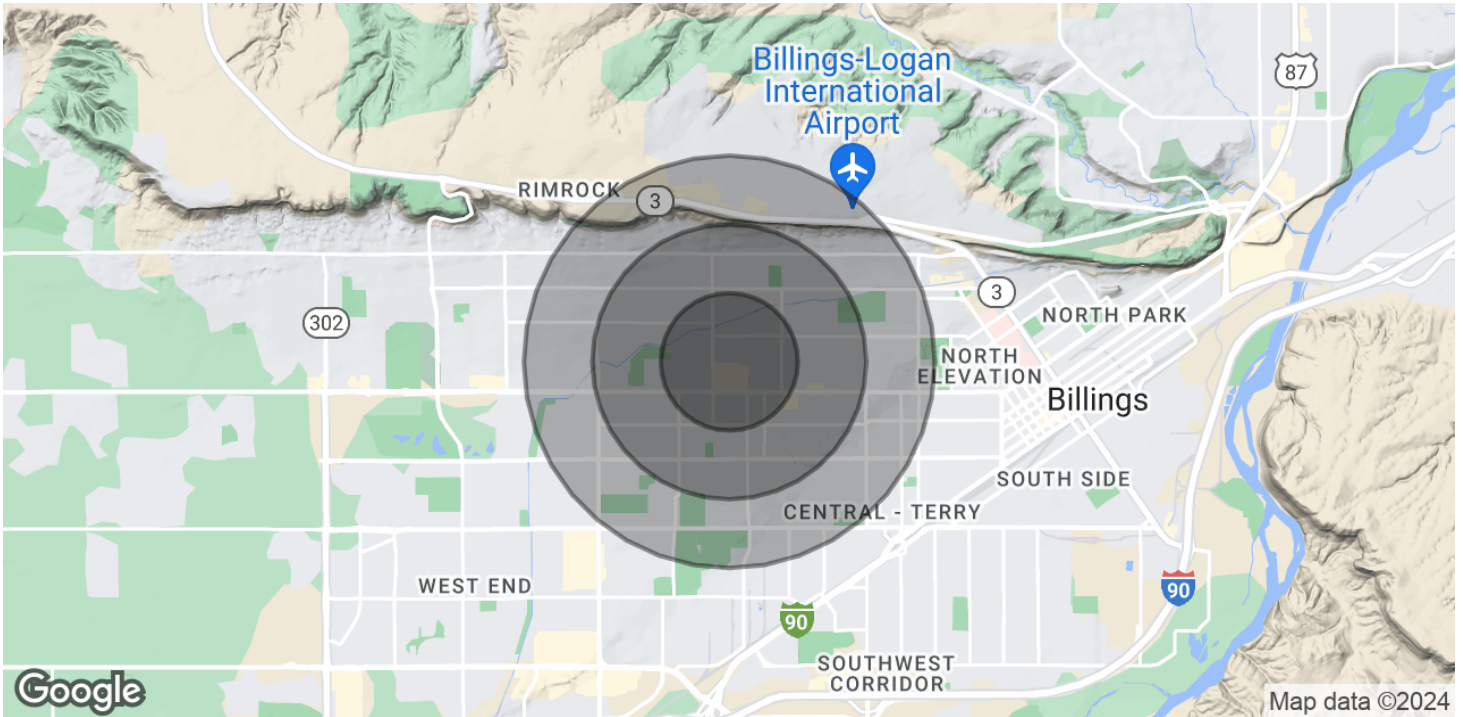 Billings-Logan
International
Airport
87
RIMROCK
3
3
302
NORTH PARK
NORTH
ELEVATION
Billings
SOUTH SIDE
CENTRAL - TERRY
WEST END
90
90
SOUTHWEST
CORRIDOR
Google
Map data ©2024